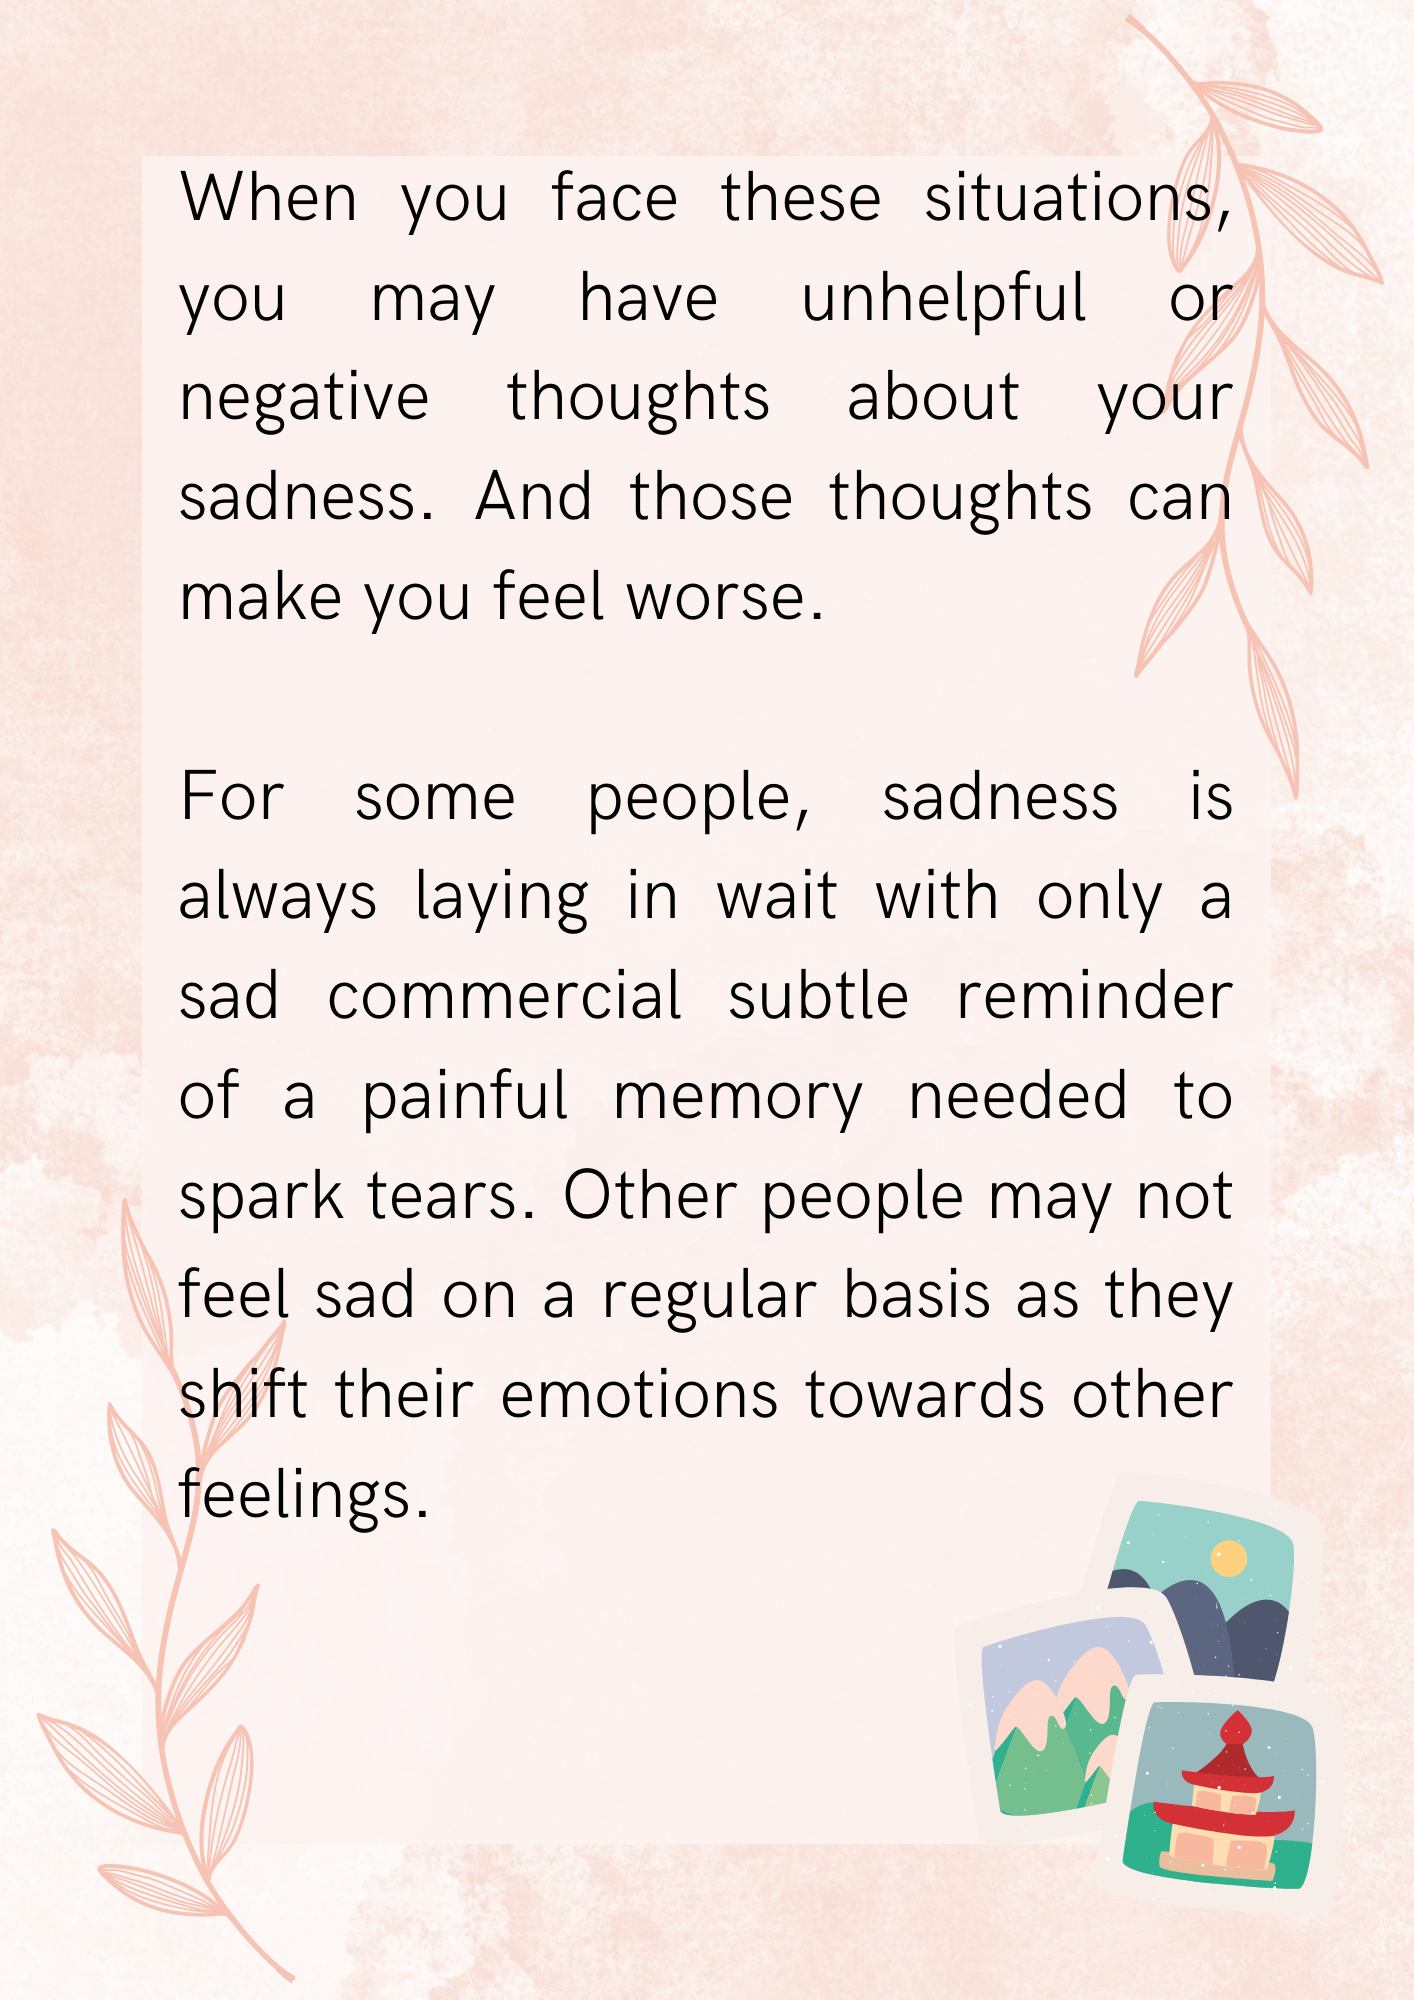 When you face these situations,
you may have unhelpful or
negative thoughts about your
sadness. And those thoughts can
make you feel worse.
For some people, sadness is
always laying in wait with only a
sad commercial subtle reminder
of a painful memory needed to
spark tears. Other people may not
feel sad on a regular basis as they
shift their emotions towards other
feelings.